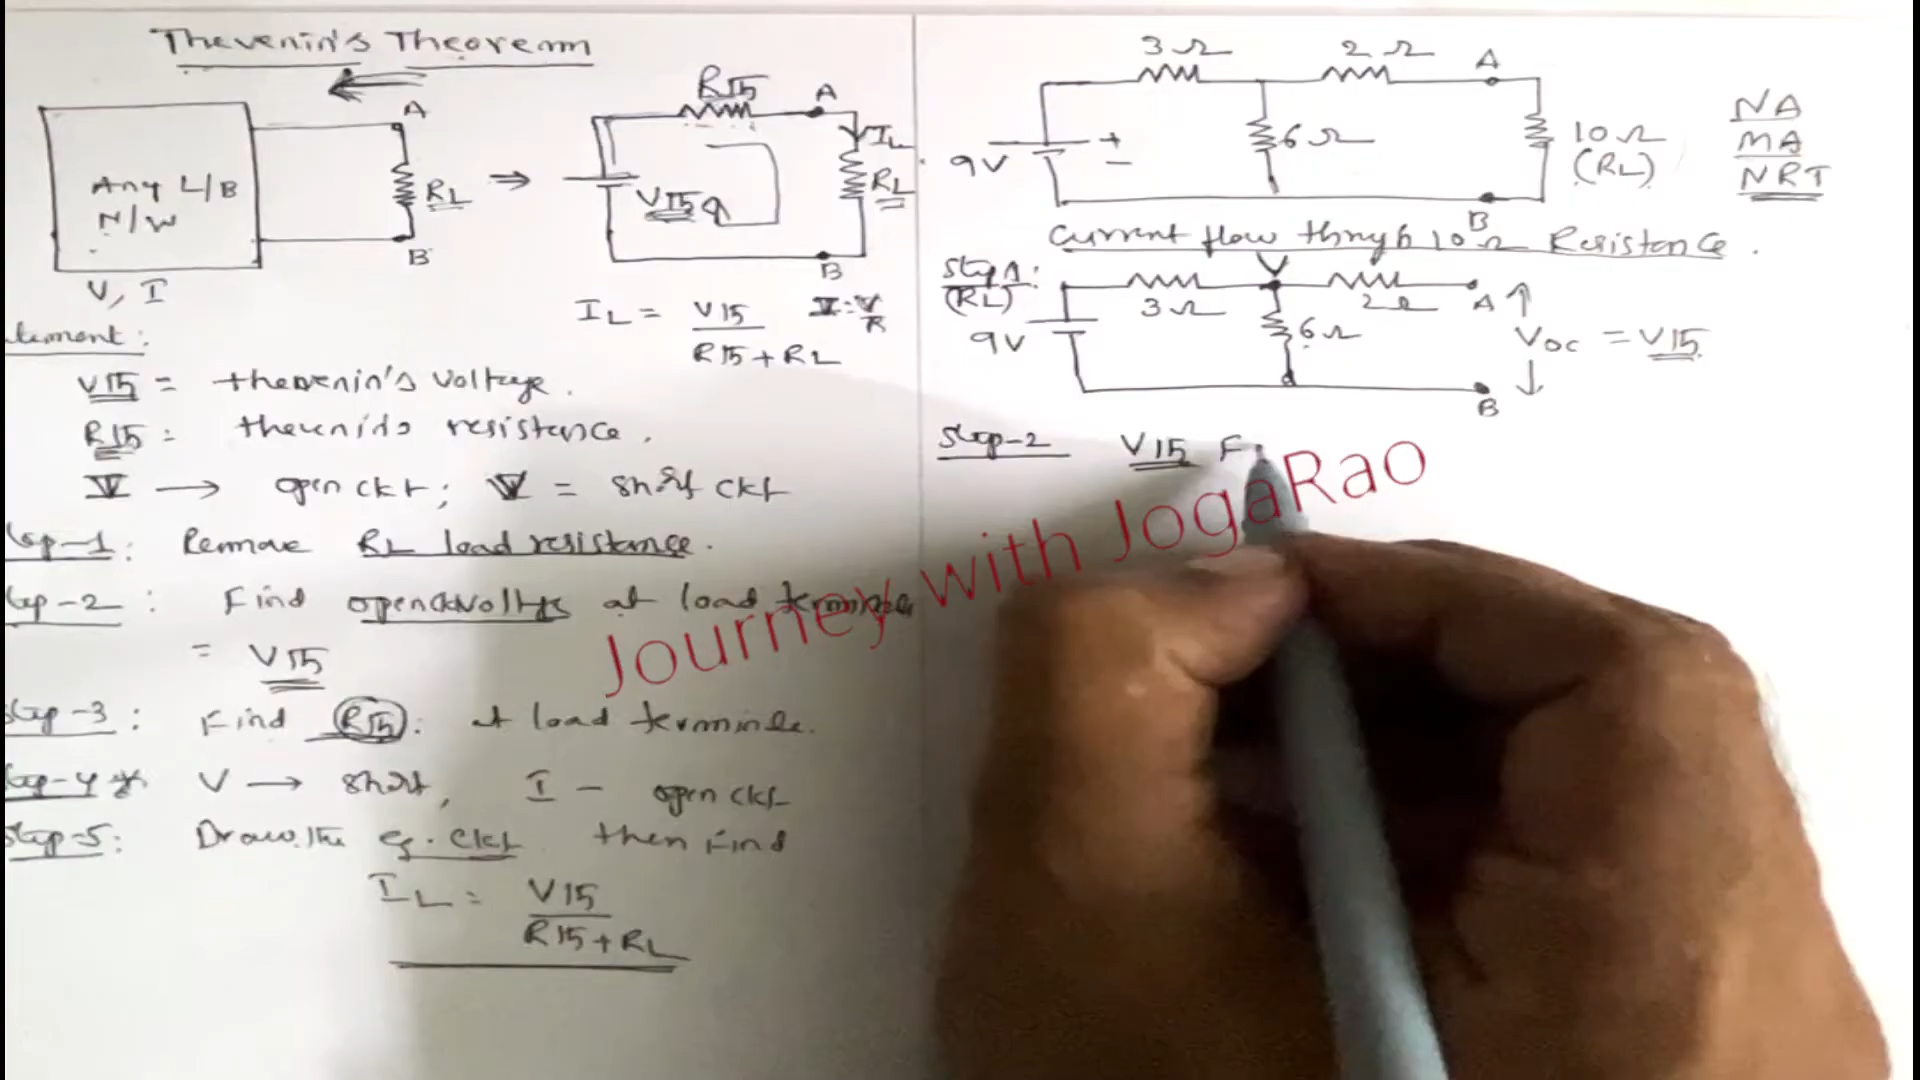 Thevenin's Theorem
A
Any L/B
N/W
RL
B
V, I
RTh
A
IL
VTh
RL
B
IL = VTh / RTh + RL
I = V/R
tement:
VTh = thevenin's voltage.
RTh = thevenin's resistance.
I → open ckt; V = short ckt
tep-1: Remove RL load resistance.
tep-2: Find open ckt voltage at load terminals
= VTh
step-3: Find RTh: at load terminals.
step-4 V → short, I – open ckt
step-5: Draw the eq. ckt then find
IL = VTh / RTh + RL
3Ω 2Ω A
9V + –
6Ω
10Ω
(RL)
B
NA
MA
NRT
Current flow through 10Ω Resistance.
Step 1:
(RL)
V
3Ω 2Ω A
9V
6Ω
Voc = VTh
B
Step-2 VTh
Journey with JogaRao